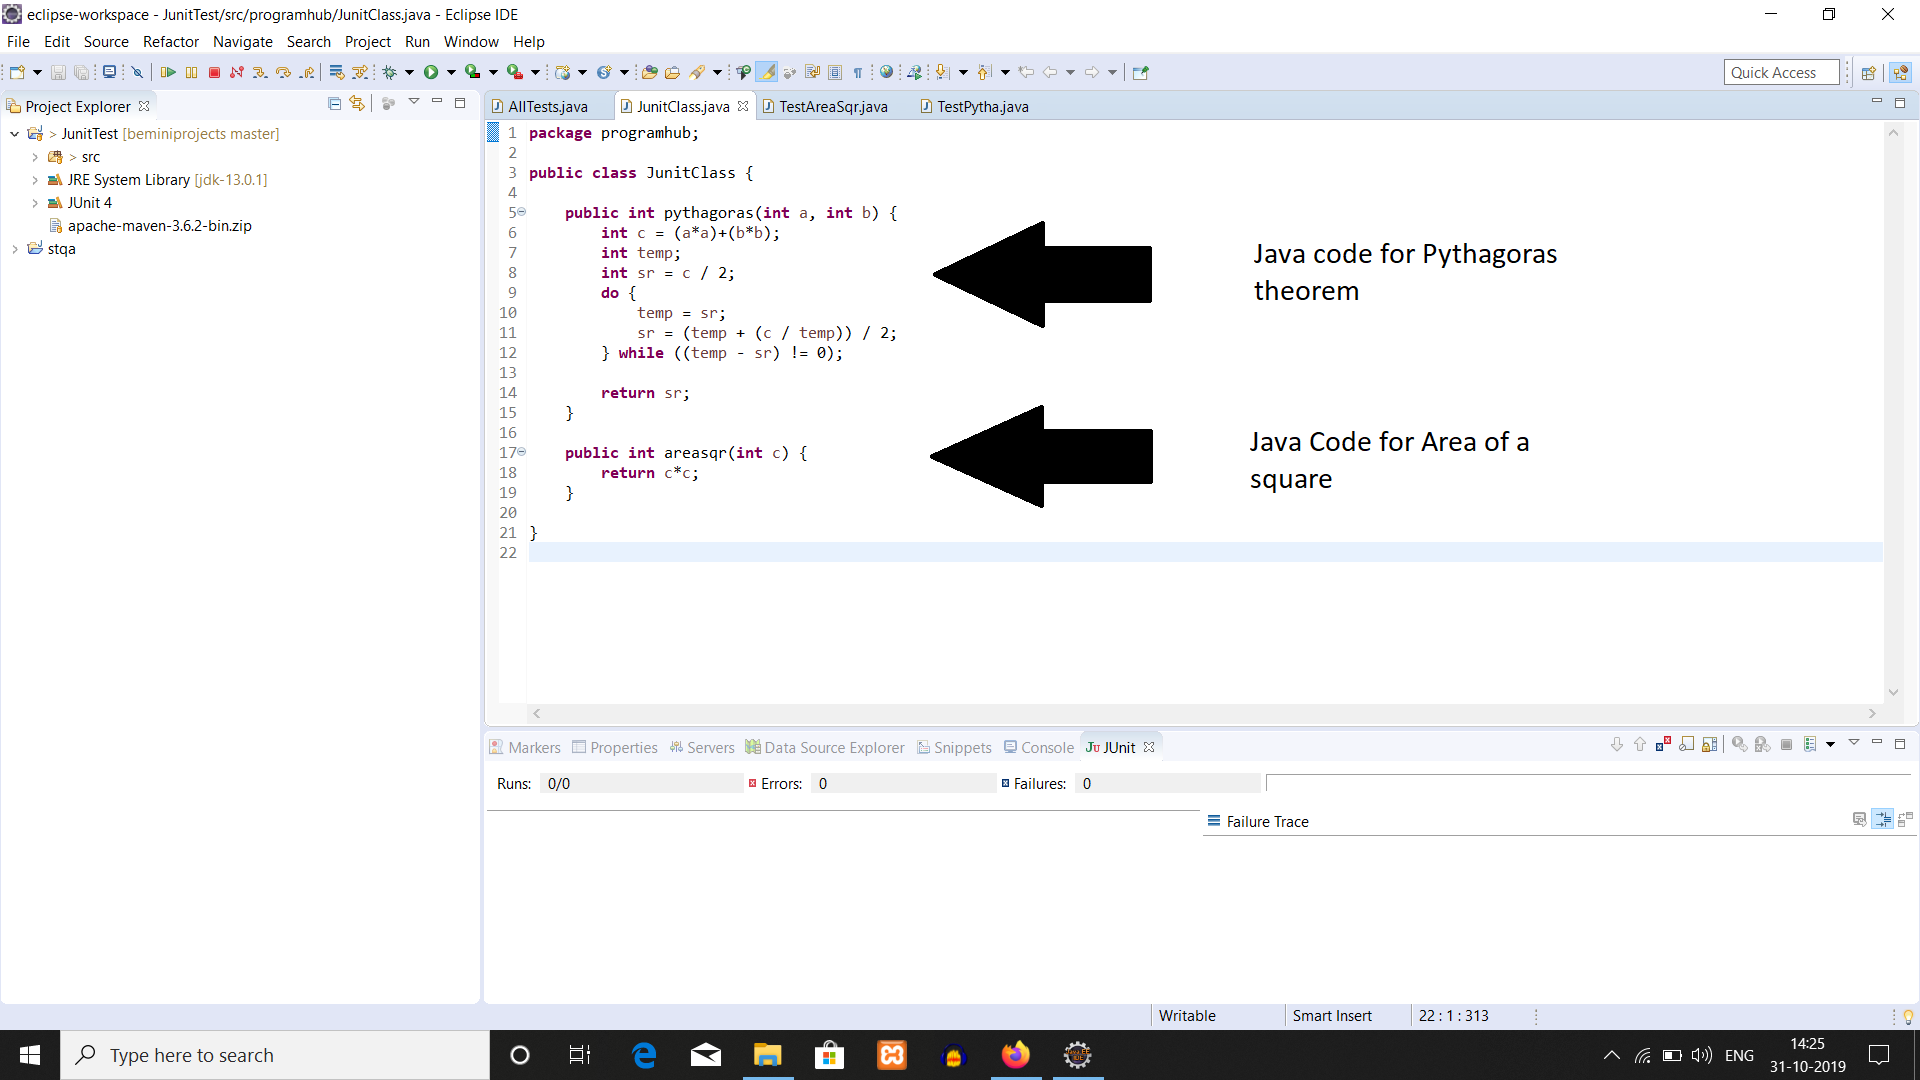 eclipse-workspace - JunitTest/src/programhub/JunitClass.java - Eclipse IDE
File Edit Source Refactor Navigate Search Project Run Window Help
Quick Access
Project Explorer
AllTests.java JunitClass.java TestAreaSqr.java TestPytha.java
> JunitTest [beminiprojects master]
> src
JRE System Library [jdk-13.0.1]
JUnit 4
apache-maven-3.6.2-bin.zip
stqa
1 package programhub;
2
3 public class JunitClass {
4
5 public int pythagoras(int a, int b) {
6 int c = (a*a)+(b*b);
7 int temp;
8 int sr = c / 2;
9 do {
10 temp = sr;
11 sr = (temp + (c / temp)) / 2;
12 } while ((temp - sr) != 0);
13
14 return sr;
15 }
16
17 public int areasqr(int c) {
18 return c*c;
19 }
20
21 }
22
Java code for Pythagoras
theorem
Java Code for Area of a
square
Markers Properties Servers Data Source Explorer Snippets Console JUnit
Runs: 0/0 Errors: 0 Failures: 0
Failure Trace
Writable Smart Insert 22 : 1 : 313
Type here to search
ENG
14:25
31-10-2019